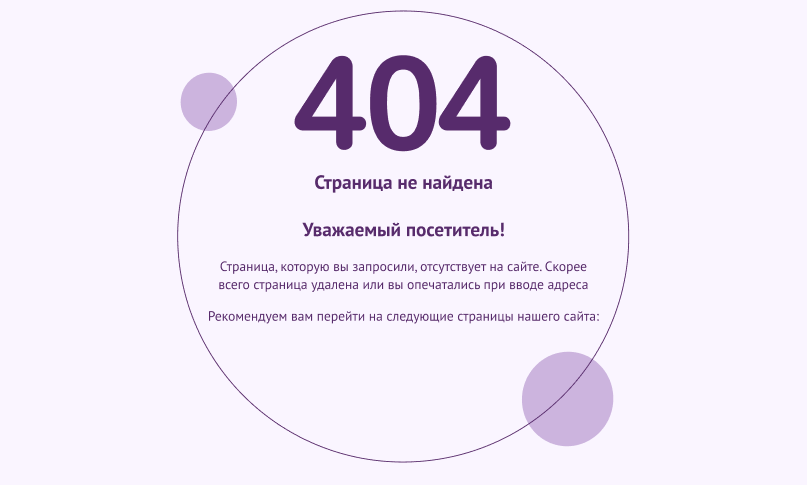 404
Страница не найдена
Уважаемый посетитель!
Страница, которую вы запросили, отсутствует на сайте. Скорее
всего страница удалена или вы опечатались при вводе адреса
Рекомендуем вам перейти на следующие страницы нашего сайта: